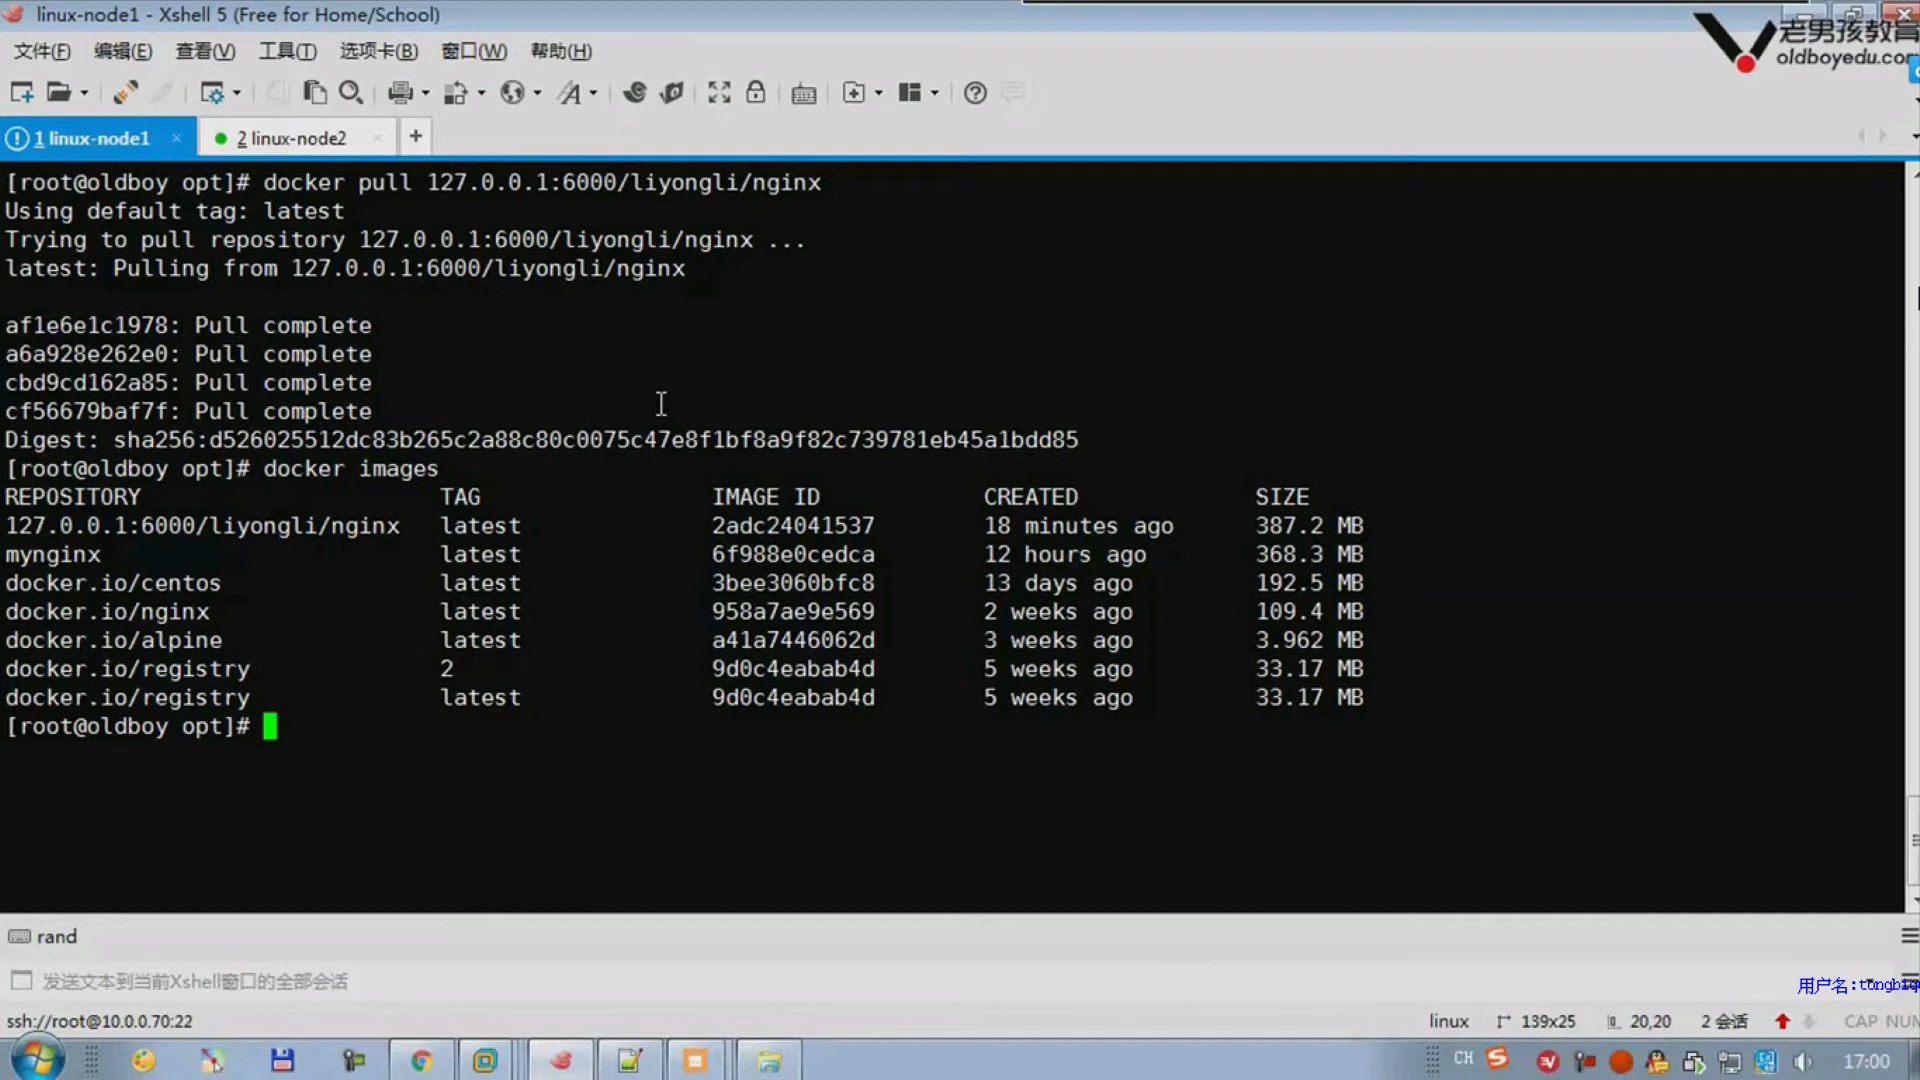 linux-node1 - Xshell 5 (Free for Home/School)
老男孩教育
oldboyedu.com
文件(F) 编辑(E) 查看(V) 工具(T) 选项卡(B) 窗口(W) 帮助(H)
1 linux-node1 × 2 linux-node2 × +
[root@oldboy opt]# docker pull 127.0.0.1:6000/liyongli/nginx
Using default tag: latest
Trying to pull repository 127.0.0.1:6000/liyongli/nginx ...
latest: Pulling from 127.0.0.1:6000/liyongli/nginx
af1e6e1c1978: Pull complete
a6a928e262e0: Pull complete
cbd9cd162a85: Pull complete
cf56679baf7f: Pull complete
Digest: sha256:d526025512dc83b265c2a88c80c0075c47e8f1bf8a9f82c739781eb45a1bdd85
[root@oldboy opt]# docker images
REPOSITORY TAG IMAGE ID CREATED SIZE
127.0.0.1:6000/liyongli/nginx latest 2adc24041537 18 minutes ago 387.2 MB
mynginx latest 6f988e0cedca 12 hours ago 368.3 MB
docker.io/centos latest 3bee3060bfc8 13 days ago 192.5 MB
docker.io/nginx latest 958a7ae9e569 2 weeks ago 109.4 MB
docker.io/alpine latest a41a7446062d 3 weeks ago 3.962 MB
docker.io/registry 2 9d0c4eabab4d 5 weeks ago 33.17 MB
docker.io/registry latest 9d0c4eabab4d 5 weeks ago 33.17 MB
[root@oldboy opt]#
rand
发送文本到当前Xshell窗口的全部会话
用户名:
ssh://root@10.0.0.70:22 linux 139x25 20,20 2 会话 CAP NUM
CH 17:00